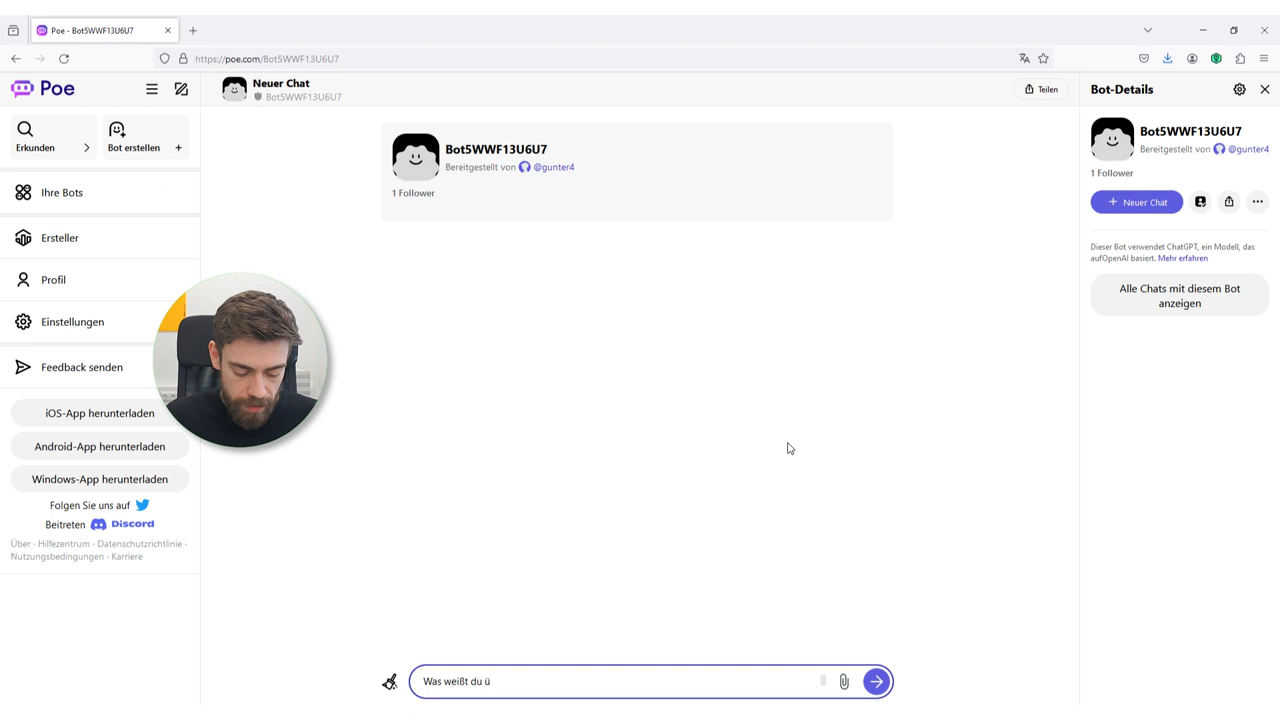 Poe - Bot5WWF13U6U7
https://poe.com/Bot5WWF13U6U7
Poe
Erkunden
Bot erstellen
Ihre Bots
Ersteller
Profil
Einstellungen
Feedback senden
iOS-App herunterladen
Android-App herunterladen
Windows-App herunterladen
Folgen Sie uns auf
Beitreten Discord
Über · Hilfezentrum · Datenschutzrichtlinie ·
Nutzungsbedingungen · Karriere
Neuer Chat
Bot5WWF13U6U7
Teilen
Bot5WWF13U6U7
Bereitgestellt von @gunter4
1 Follower
Was weißt du ü
Bot-Details
Bot5WWF13U6U7
Bereitgestellt von @gunter4
1 Follower
+ Neuer Chat
Dieser Bot verwendet ChatGPT, ein Modell, das
aufOpenAI basiert. Mehr erfahren
Alle Chats mit diesem Bot
anzeigen